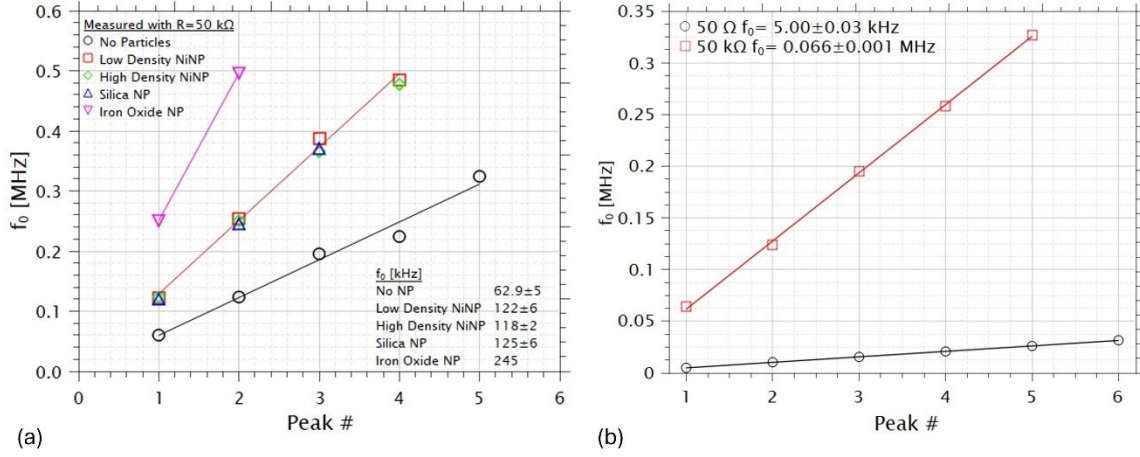 Measured with R=50 kΩ
No Particles
Low Density NiNP
High Density NiNP
Silica NP
Iron Oxide NP
f₀ [MHz]
0.6
0.5
0.4
0.3
0.2
0.1
0.0
f₀ [kHz]
No NP 62.9±5
Low Density NiNP 122±6
High Density NiNP 118±2
Silica NP 125±6
Iron Oxide NP 245
0 1 2 3 4 5 6
Peak #
(a)
50 Ω f₀= 5.00±0.03 kHz
50 kΩ f₀= 0.066±0.001 MHz
f₀ [MHz]
0.35
0.3
0.25
0.2
0.15
0.1
0.05
0
1 2 3 4 5 6
Peak #
(b)